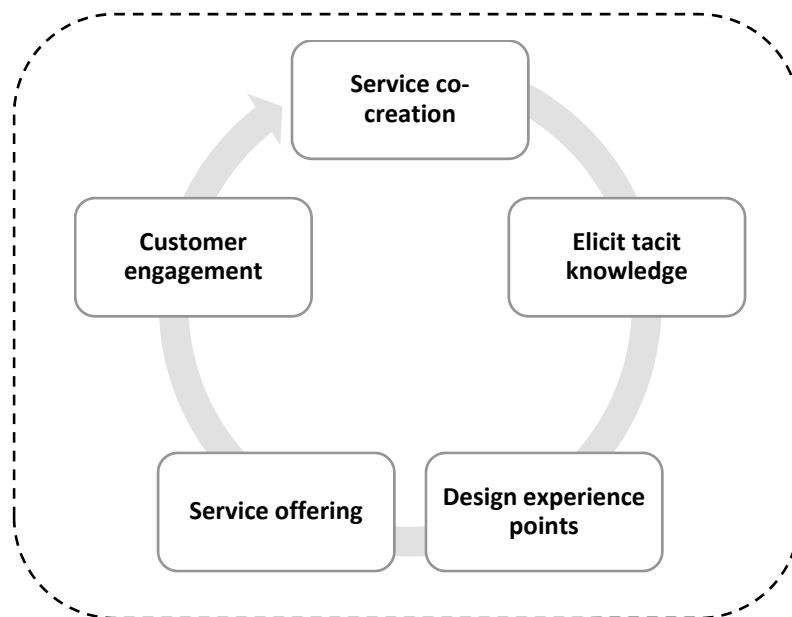 Service co-
creation
Elicit tacit
knowledge
Design experience
points
Service offering
Customer
engagement